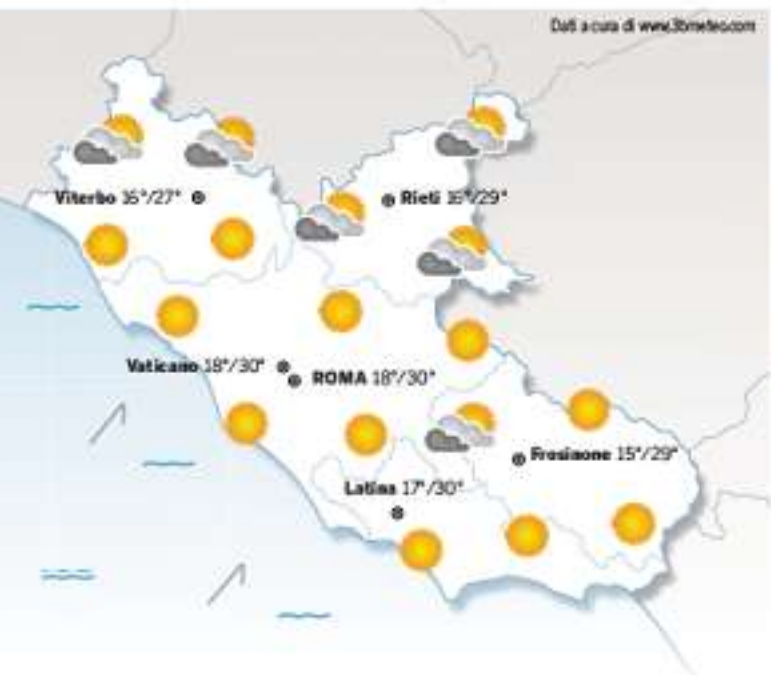 Dati a cura di www.3bmeteo.com
Viterbo 16°/27°
Rieti 16°/29°
Vaticano 18°/30°
ROMA 18°/30°
Frosinone 15°/29°
Latina 17°/30°